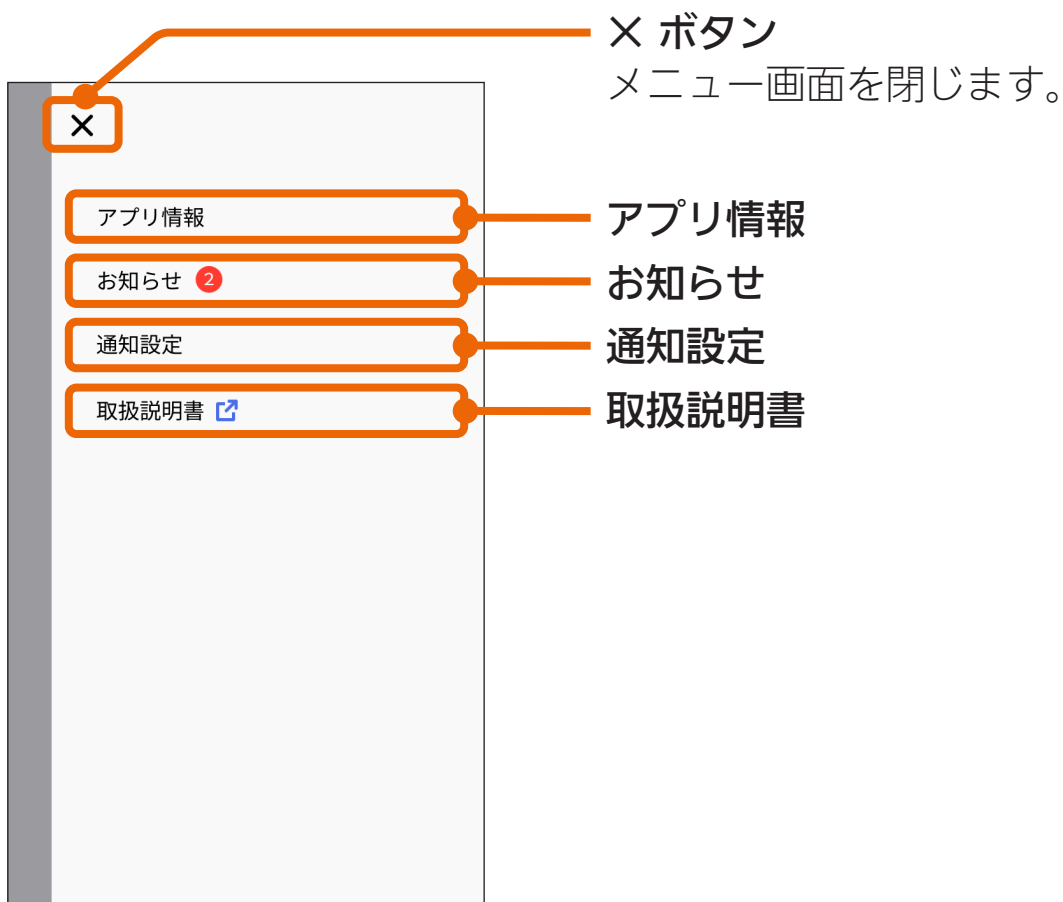 × ボタン
メニュー画面を閉じます。
×
アプリ情報
アプリ情報
お知らせ 2
お知らせ
通知設定
通知設定
取扱説明書
取扱説明書